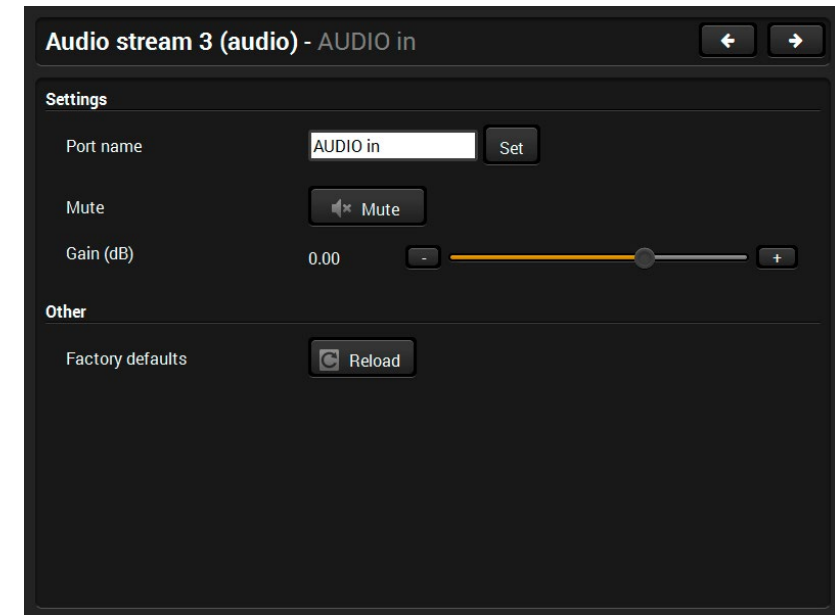 Audio stream 3 (audio) - AUDIO in
Settings
Port name AUDIO in Set
Mute Mute
Gain (dB) 0.00 - +
Other
Factory defaults Reload